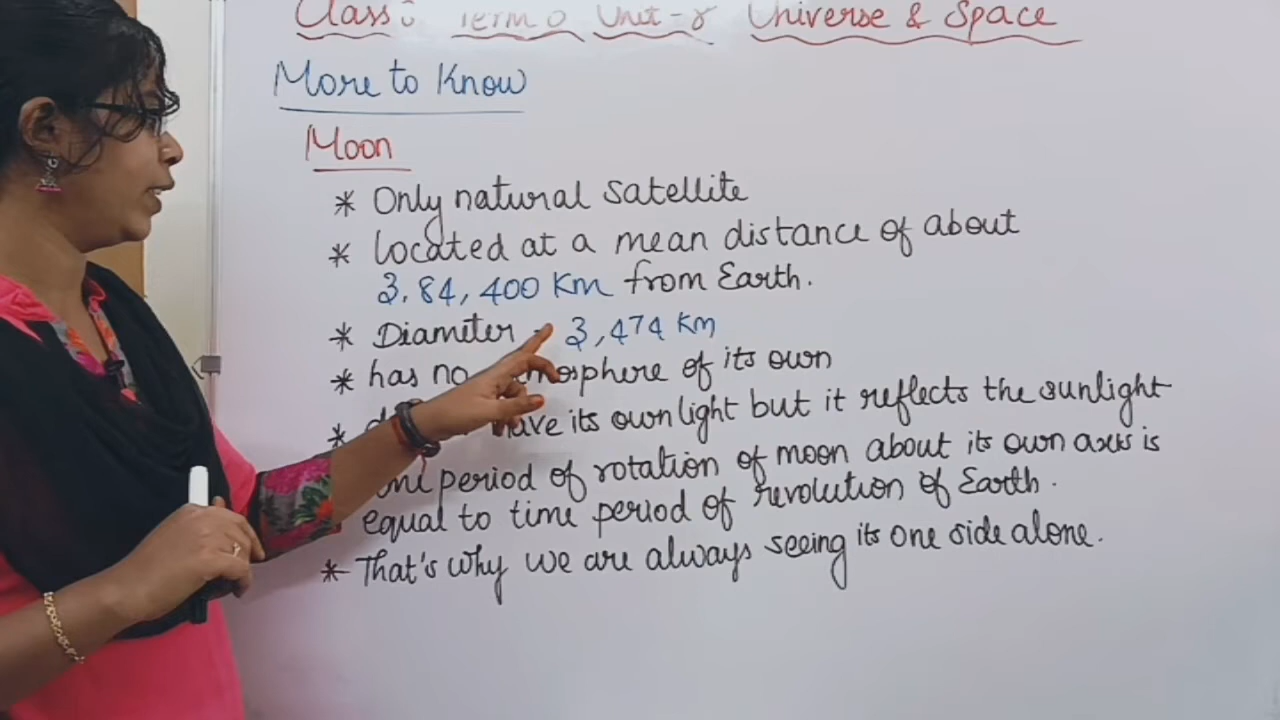 Class : Term Unit - Universe & Space
More to Know
Moon
* Only natural satellite
* located at a mean distance of about
3,84,400 Km from Earth.
* Diameter - 3,474 Km
* has no atmosphere of its own
* have its own light but it reflects the sunlight
period of rotation of moon about its own axis is
equal to time period of revolution of Earth.
* That's why we are always seeing its one side alone.